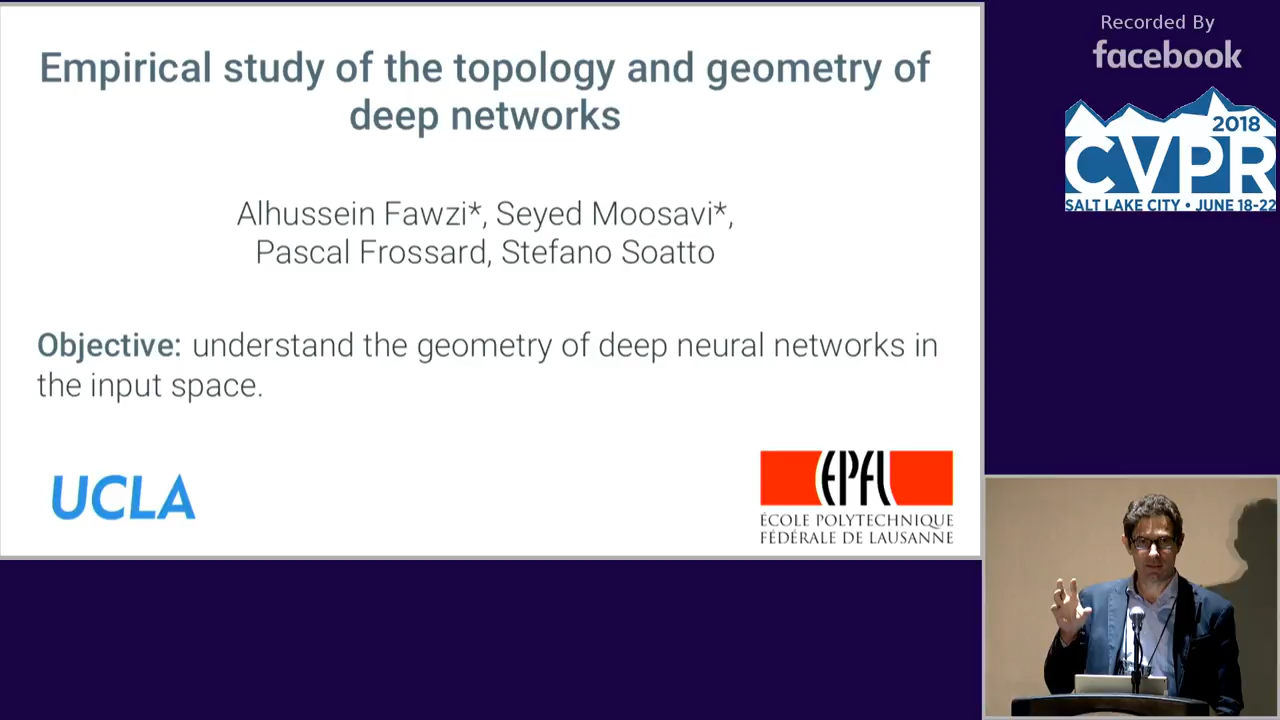 Empirical study of the topology and geometry of
deep networks
Alhussein Fawzi*, Seyed Moosavi*,
Pascal Frossard, Stefano Soatto
Objective: understand the geometry of deep neural networks in
the input space.
UCLA
EPFL
ÉCOLE POLYTECHNIQUE
FÉDÉRALE DE LAUSANNE
Recorded By
facebook
2018
CVPR
SALT LAKE CITY • JUNE 18-22